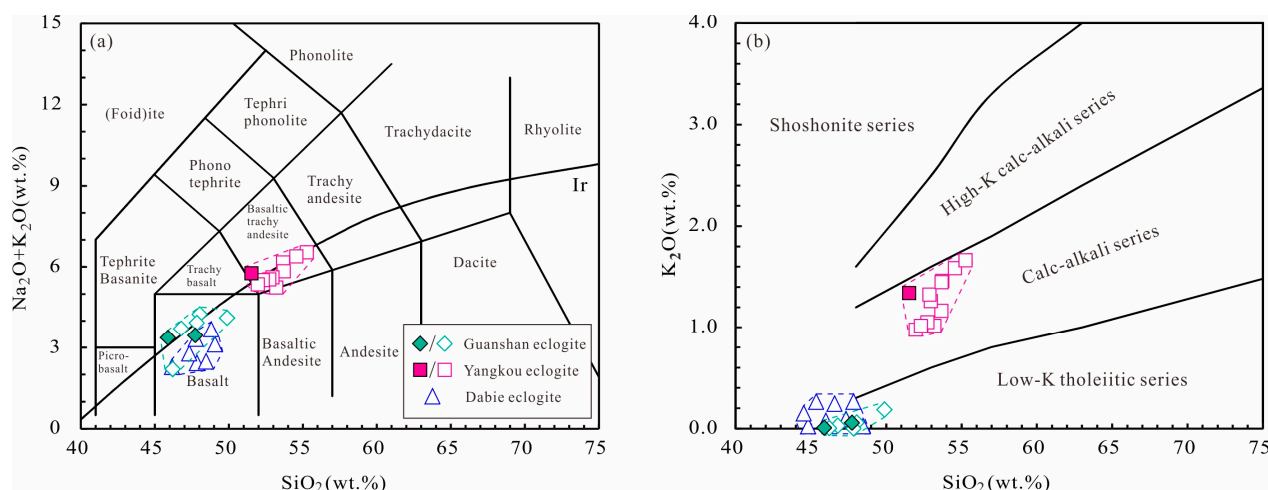 (a)
Phonolite
(Foid)ite
Tephri
phonolite
Trachydacite
Rhyolite
Phono
tephrite
Trachy
andesite
Ir
Basaltic
trachy
andesite
Tephrite
Basanite
Trachy
basalt
Dacite
Picro-
basalt
Basalt
Basaltic
Andesite
Andesite
Guanshan eclogite
Yangkou eclogite
Dabie eclogite
/
/
15
12
9
6
3
0
Na2O+K2O(wt.%)
40 45 50 55 60 65 70 75
SiO2(wt.%)
(b)
Shoshonite series
High-K calc-alkali series
Calc-alkali series
Low-K tholeiitic series
4.0
3.0
2.0
1.0
0.0
K2O(wt.%)
40 45 50 55 60 65 70 75
SiO2(wt.%)